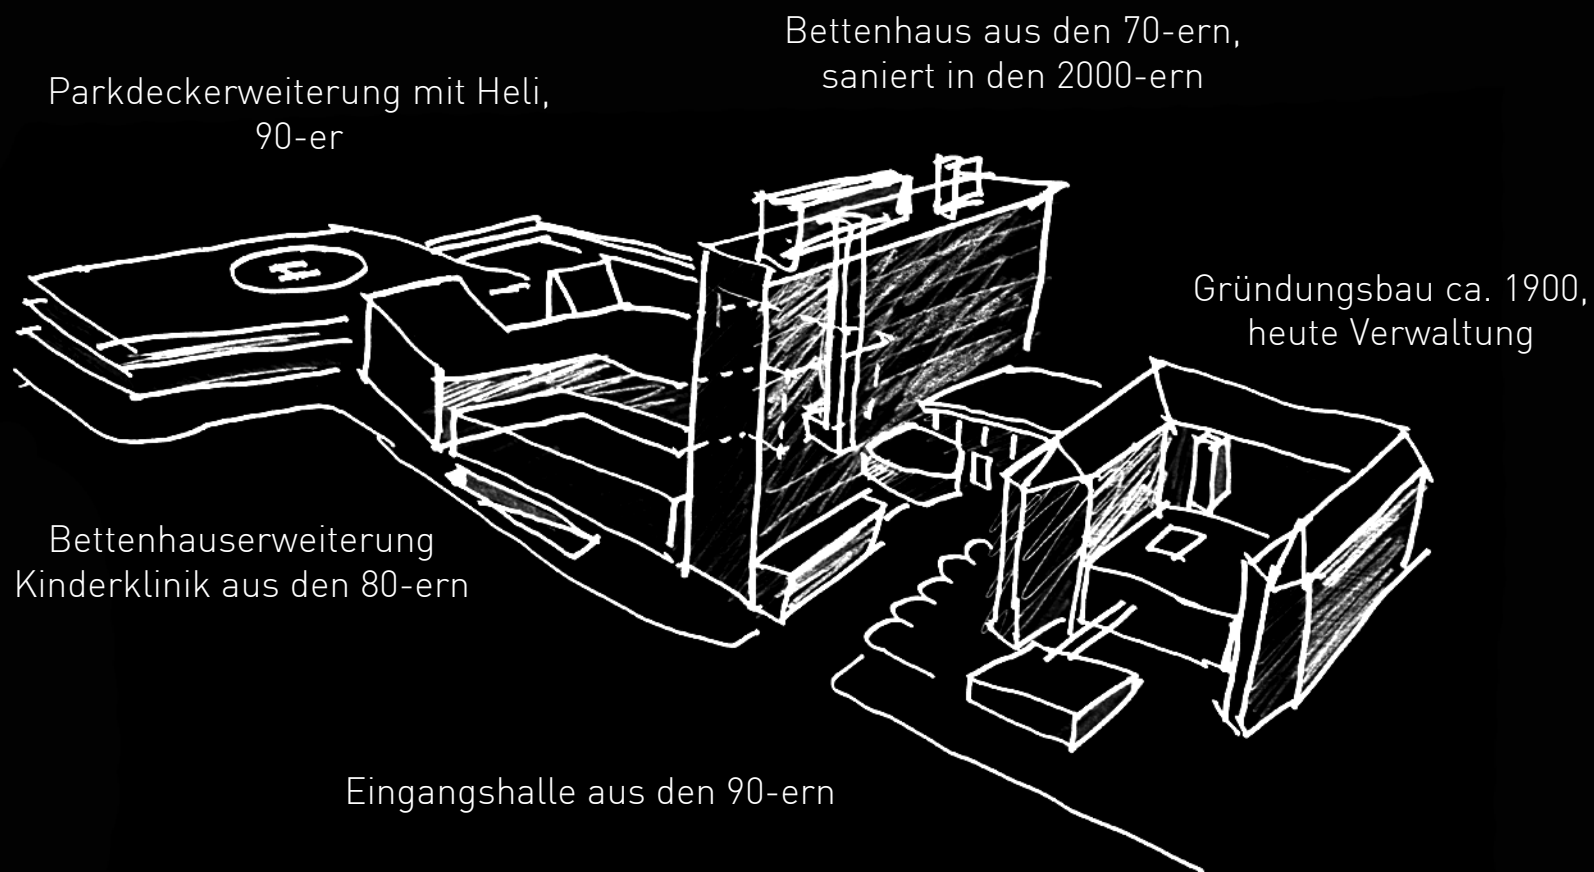 Bettenhaus aus den 70-ern,
saniert in den 2000-ern
Parkdeckerweiterung mit Heli,
90-er
H
Gründungsbau ca. 1900,
heute Verwaltung
Bettenhauserweiterung
Kinderklinik aus den 80-ern
Eingangshalle aus den 90-ern